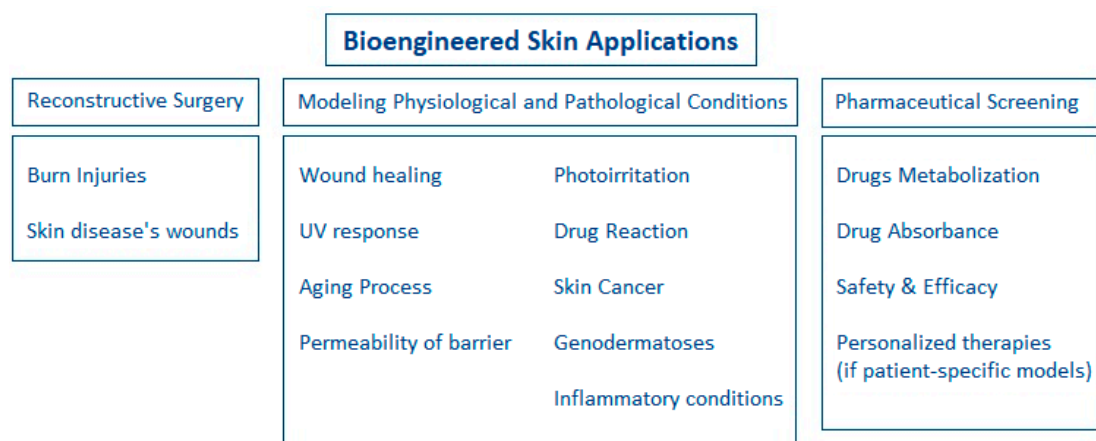 Bioengineered Skin Applications
Reconstructive Surgery
Burn Injuries
Skin disease's wounds
Modeling Physiological and Pathological Conditions
Wound healing
UV response
Aging Process
Permeability of barrier
Photoirritation
Drug Reaction
Skin Cancer
Genodermatoses
Inflammatory conditions
Pharmaceutical Screening
Drugs Metabolization
Drug Absorbance
Safety & Efficacy
Personalized therapies
(if patient-specific models)